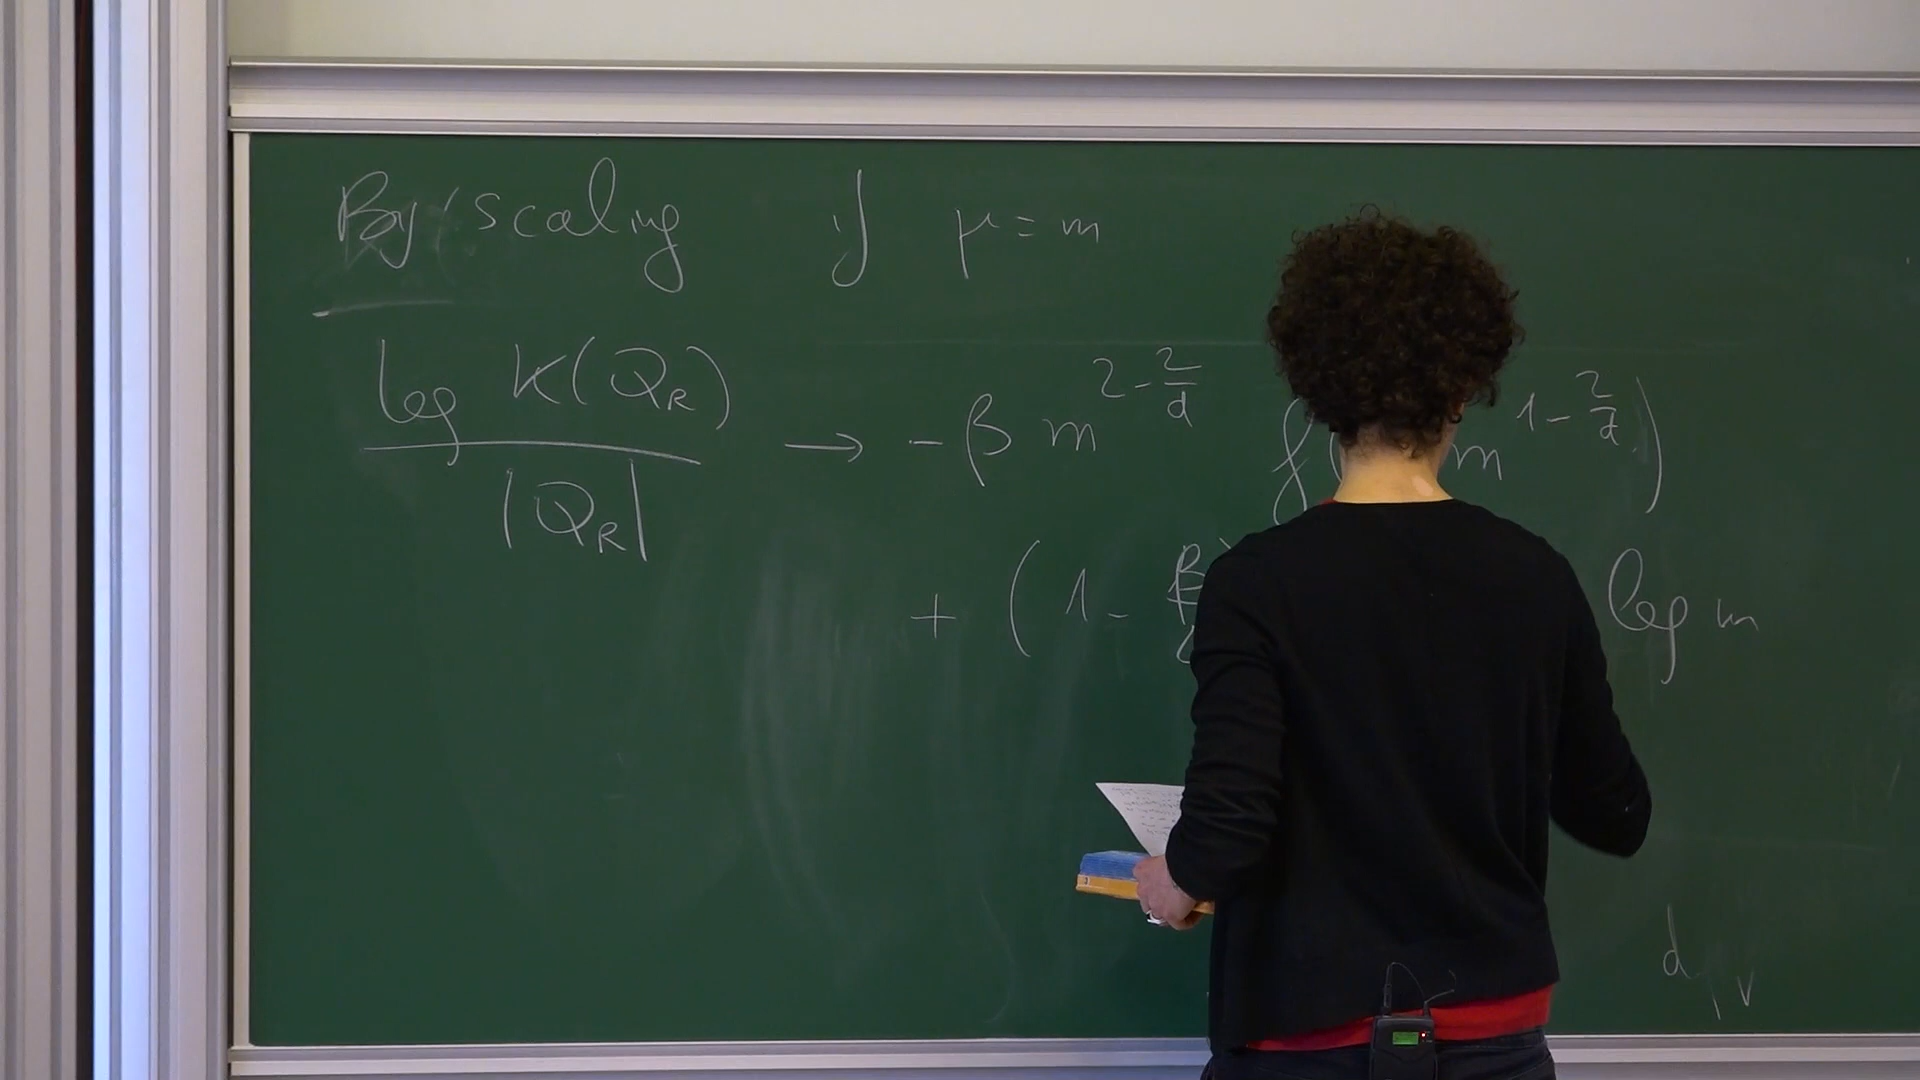 By scaling if μ = m
log K(Q_R) / |Q_R| → - β m^{2 - 2/d} f( m^{1 - 2/d} )
+ ( 1 - β log m
d